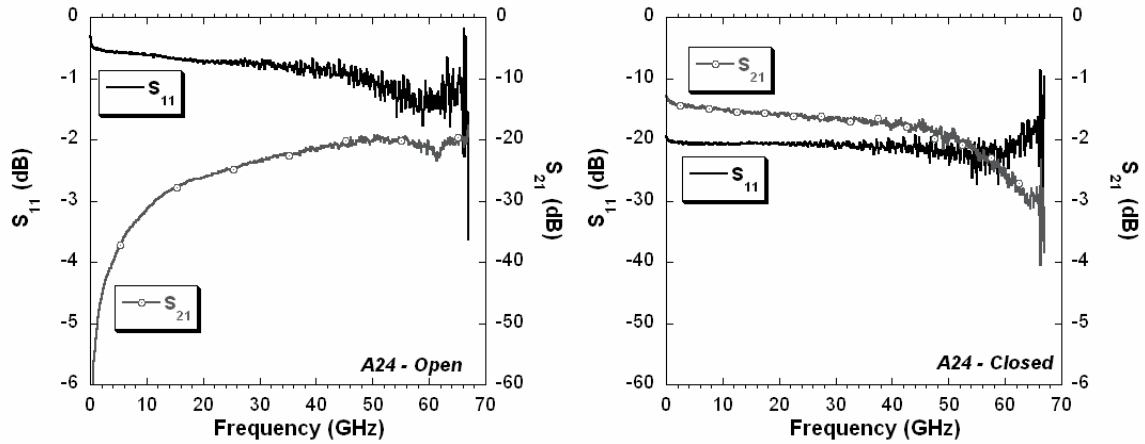 0
-1
-2
-3
-4
-5
-6
S11 (dB)
0
-10
-20
-30
-40
-50
-60
S21 (dB)
S11
S21
A24 - Open
0 10 20 30 40 50 60 70
Frequency (GHz)
0
-10
-20
-30
-40
-50
-60
S11 (dB)
0
-1
-2
-3
-4
-5
-6
S21 (dB)
S21
S11
A24 - Closed
0 10 20 30 40 50 60 70
Frequency (GHz)